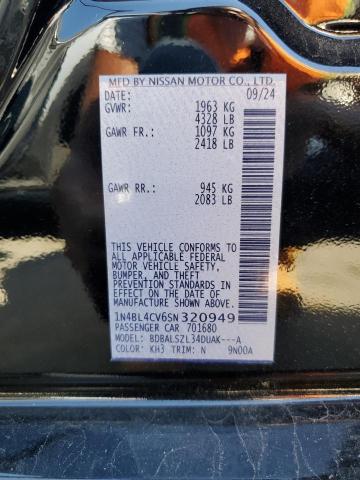 MFD BY NISSAN MOTOR CO., LTD.
DATE: 09/24
GVWR: 1963 KG
4328 LB
GAWR FR: 1097 KG
2418 LB
GAWR RR: 945 KG
2083 LB
THIS VEHICLE CONFORMS TO
ALL APPLICABLE FEDERAL
MOTOR VEHICLE SAFETY,
BUMPER, AND THEFT
PREVENTION STANDARDS
IN EFFECT ON THE DATE OF
MANUFACTURE SHOWN ABOVE.
1N4BL4CV6SN320949
PASSENGER CAR 701680
MODEL: BDBALSZL34DUAK---A
COLOR: KH3 TRIM: N 9N00A